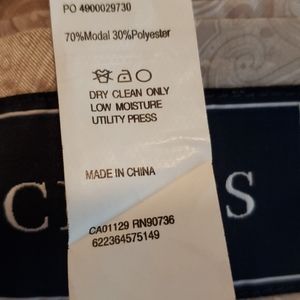 PO 4900029730
70%Modal 30%Polyester
DRY CLEAN ONLY
LOW MOISTURE
UTILITY PRESS
MADE IN CHINA
CA01129 RN90736
622364575149